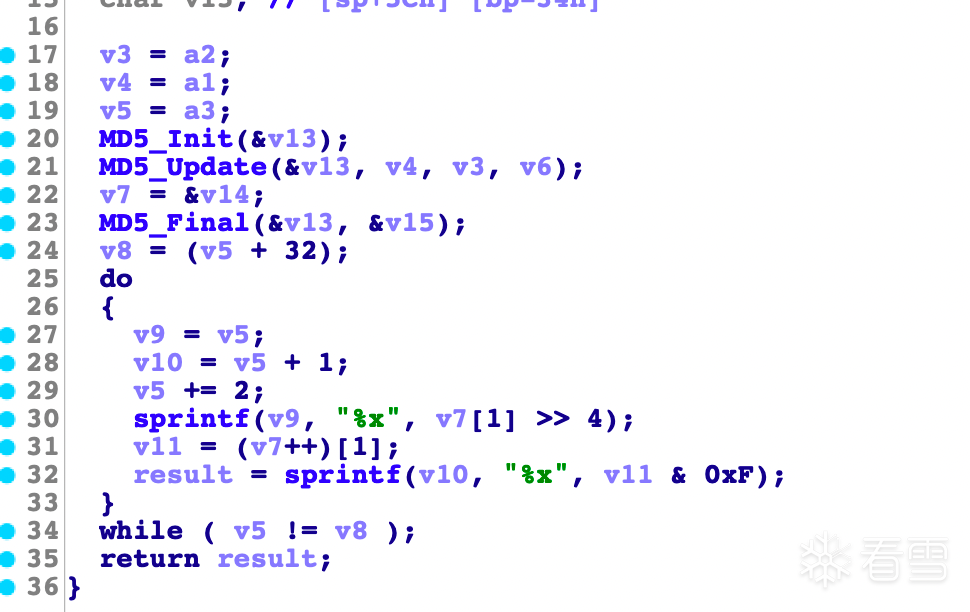 15 char v15; // [sp+3Ch] [bp-34h]
16
17 v3 = a2;
18 v4 = a1;
19 v5 = a3;
20 MD5_Init(&v13);
21 MD5_Update(&v13, v4, v3, v6);
22 v7 = &v14;
23 MD5_Final(&v13, &v15);
24 v8 = (v5 + 32);
25 do
26 {
27 v9 = v5;
28 v10 = v5 + 1;
29 v5 += 2;
30 sprintf(v9, "%x", v7[1] >> 4);
31 v11 = (v7++)[1];
32 result = sprintf(v10, "%x", v11 & 0xF);
33 }
34 while ( v5 != v8 );
35 return result;
36 }
看雪